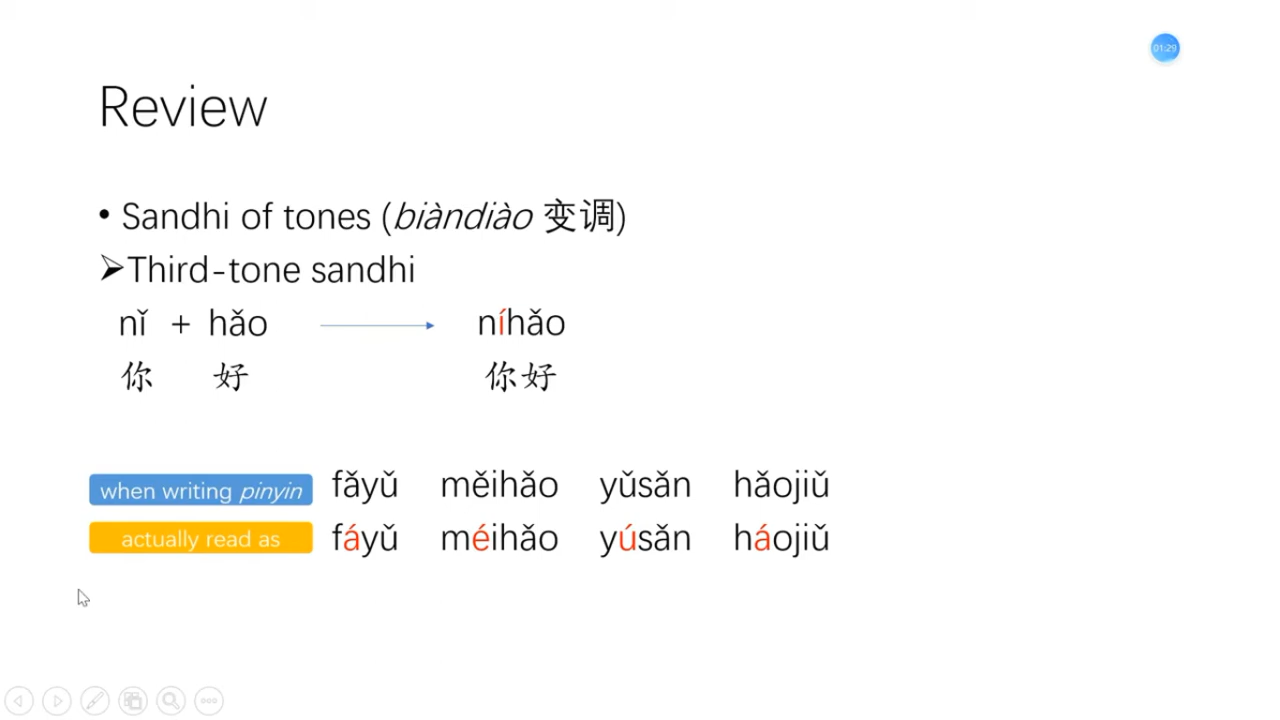 01:29
Review
• Sandhi of tones (biàndiào 变调)
➢Third-tone sandhi
nǐ + hǎo níhǎo
你 好 你好
when writing pinyin fǎyǔ měihǎo yǔsǎn hǎojiǔ
actually read as fáyǔ méihǎo yúsǎn háojiǔ